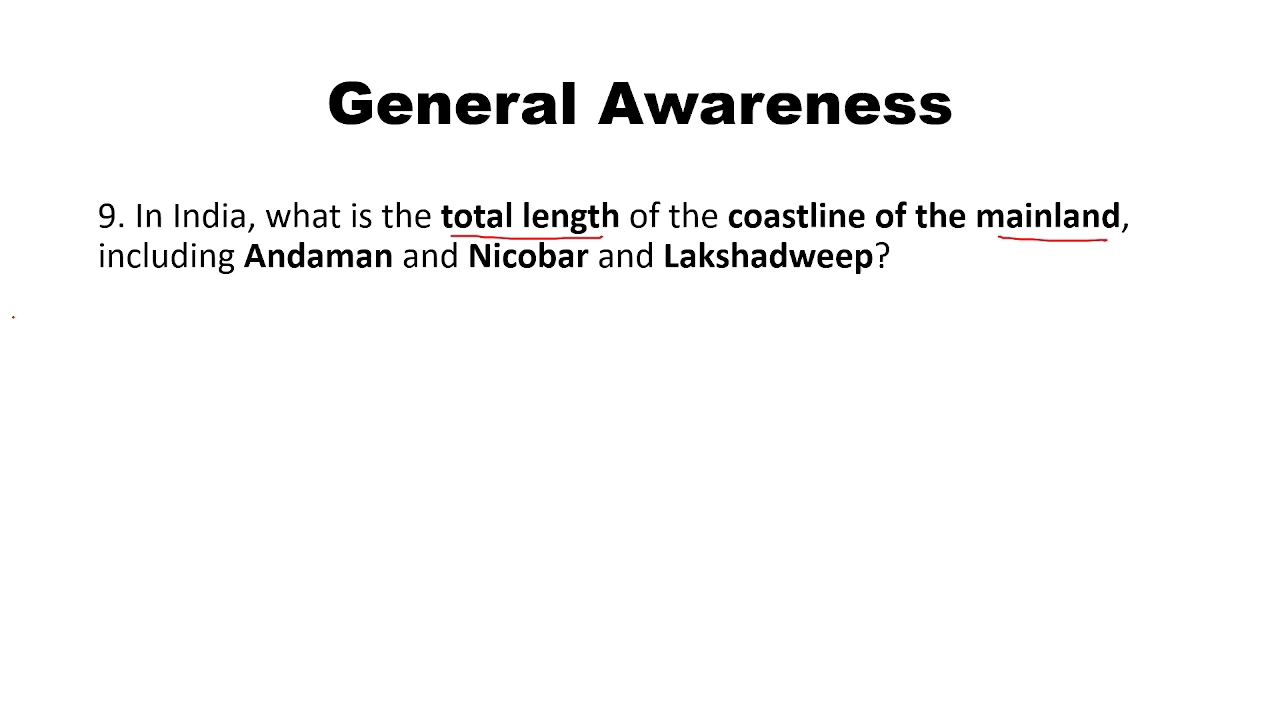 General Awareness
9. In India, what is the total length of the coastline of the mainland,
including Andaman and Nicobar and Lakshadweep?